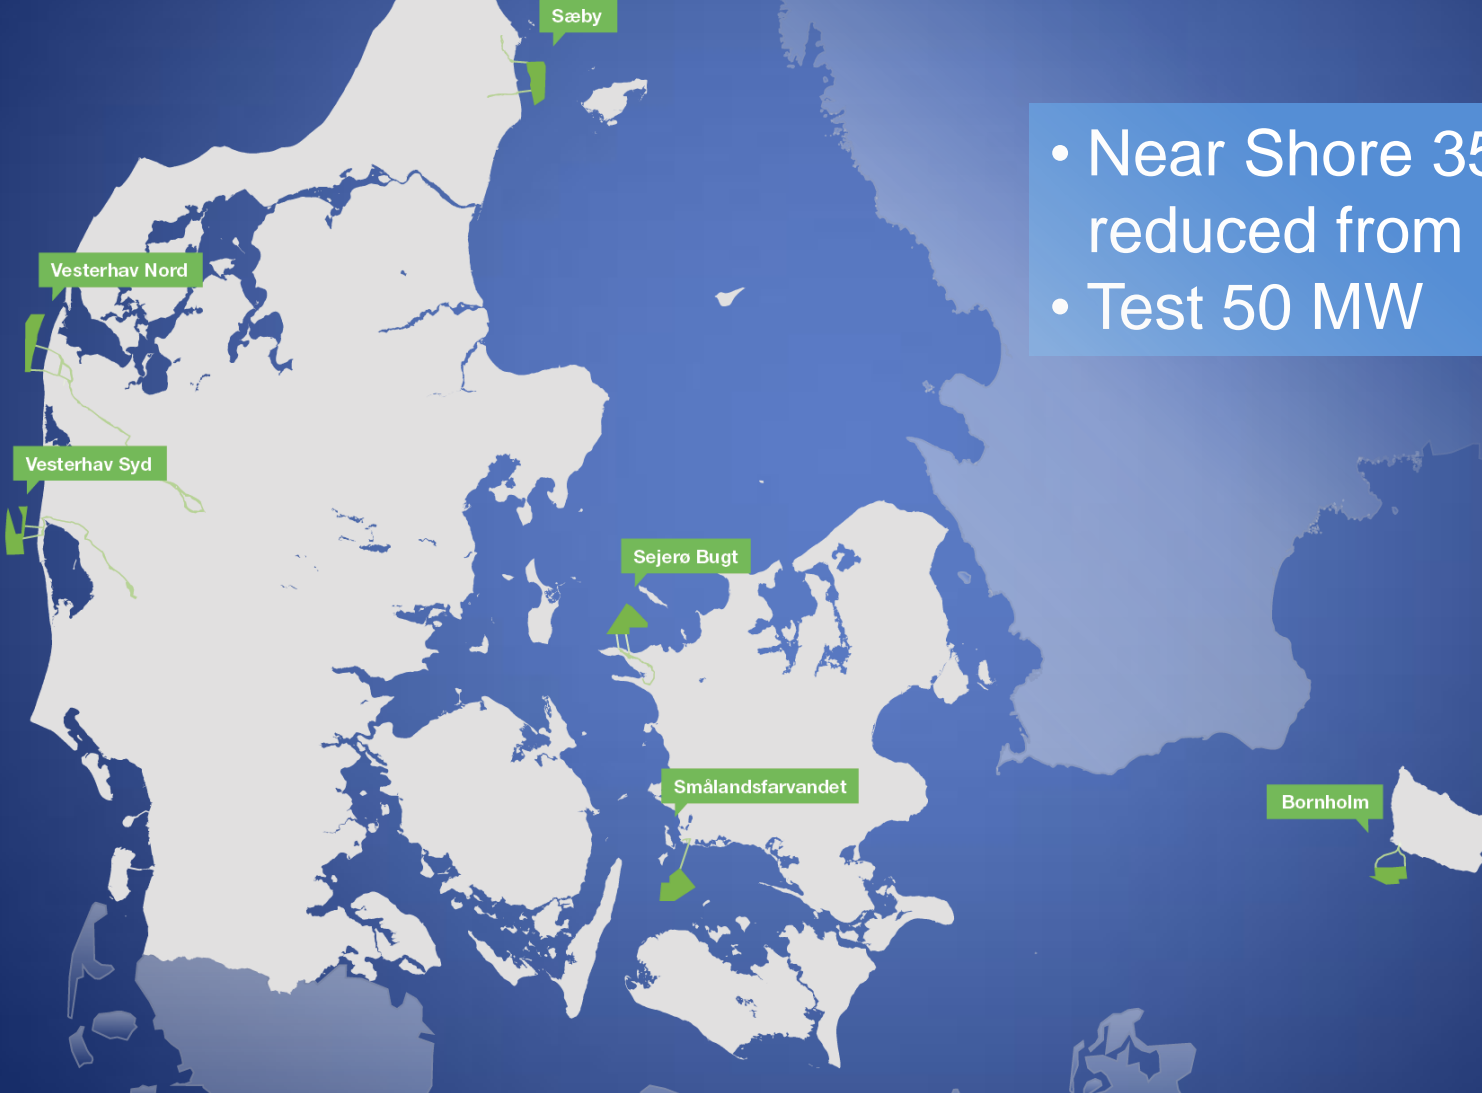 Sæby
• Near Shore 35
reduced from
• Test 50 MW
Vesterhav Nord
Vesterhav Syd
Sejerø Bugt
Smålandsfarvandet
Bornholm